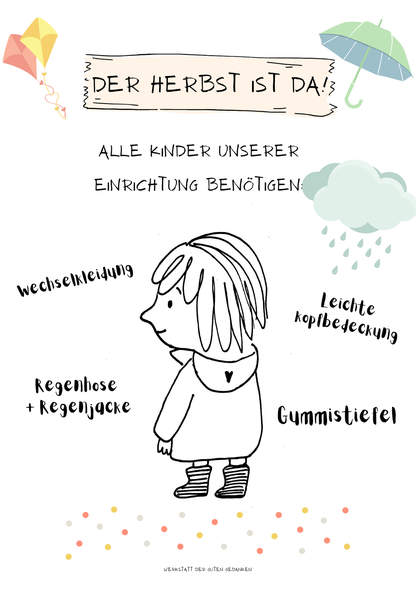 DER HERBST IST DA!
ALLE KINDER UNSERER
EINRICHTUNG BENÖTIGEN:
Wechselkleidung
Leichte
Kopfbedeckung
Regenhose
+ Regenjacke
Gummistiefel
WERKSTATT DER GUTEN GEDANKEN